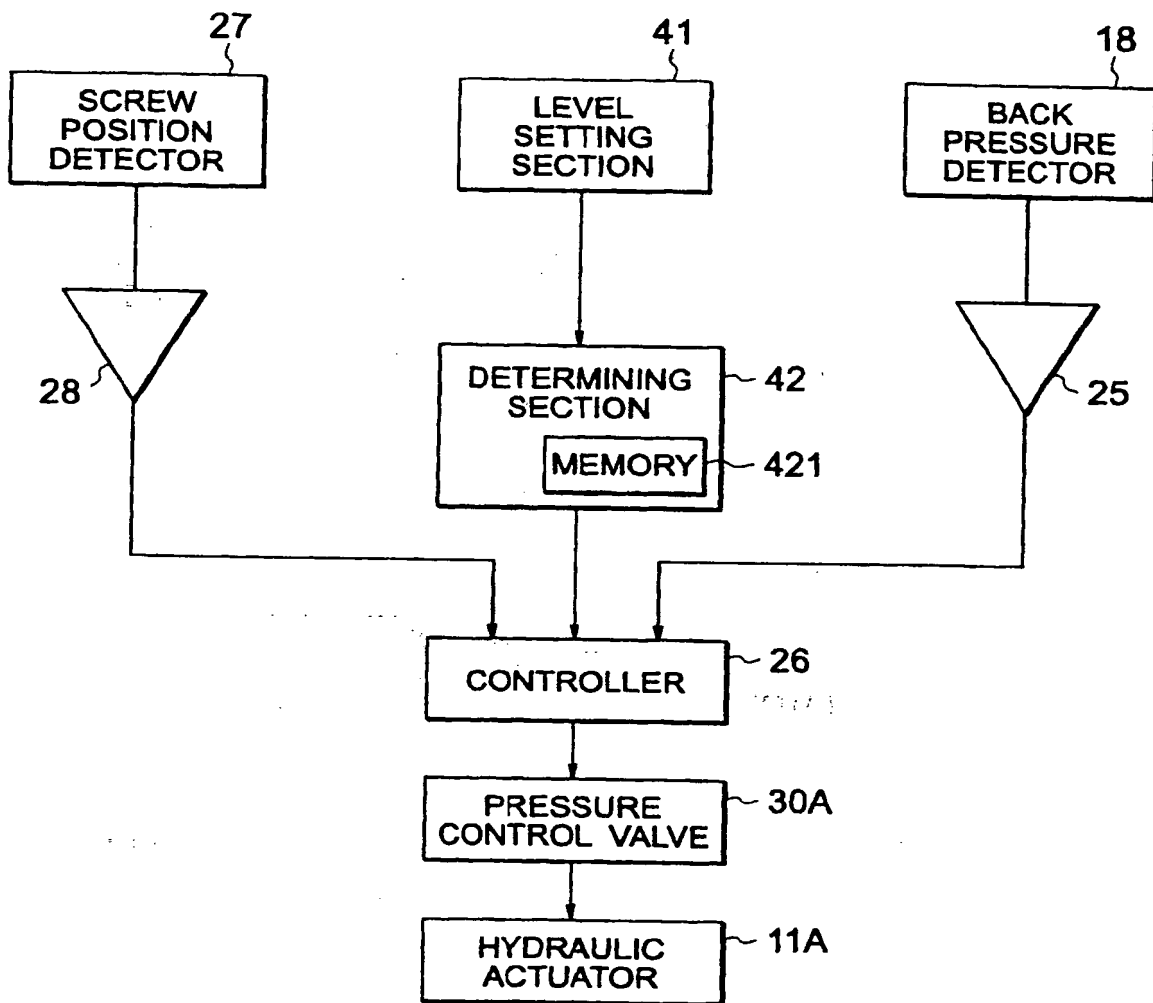 27
41
18
SCREW
POSITION
DETECTOR
LEVEL
SETTING
SECTION
BACK
PRESSURE
DETECTOR
28
DETERMINING
SECTION
42
25
MEMORY
421
CONTROLLER
26
PRESSURE
CONTROL VALVE
30A
HYDRAULIC
ACTUATOR
11A